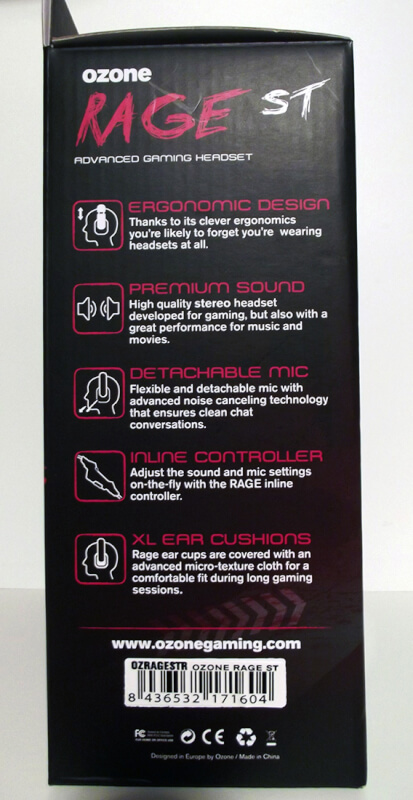 ozone
RAGE ST
ADVANCED GAMING HEADSET
ERGONOMIC DESIGN
Thanks to its clever ergonomics
you're likely to forget you're wearing
headsets at all.
PREMIUM SOUND
High quality stereo headset
developed for gaming, but also with a
great performance for music and
movies.
DETACHABLE MIC
Flexible and detachable mic with
advanced noise canceling technology
that ensures clean chat
conversations.
INLINE CONTROLLER
Adjust the sound and mic settings
on-the-fly with the RAGE inline
controller.
XL EAR CUSHIONS
Rage ear cups are covered with an
advanced micro-texture cloth for a
comfortable fit during long gaming
sessions.
www.ozonegaming.com
OZRAGESTR OZONE RAGE ST
8 436532 171604
FC CE
Designed in Europe by Ozone / Made in China